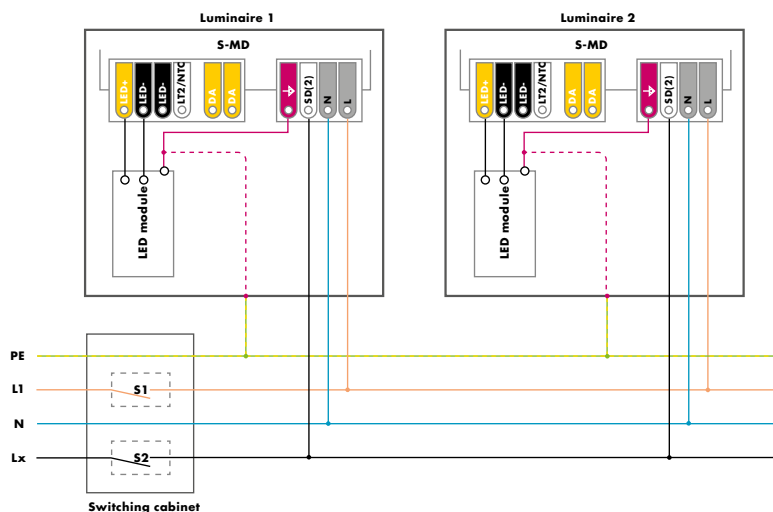 Luminaire 1
S-MD
LED+
LED-
LED-
LT2/NTC
DA
DA
SD(2)
N
L
LED module
Luminaire 2
S-MD
LED+
LED-
LED-
LT2/NTC
DA
DA
SD(2)
N
L
LED module
PE
L1
S1
N
Lx
S2
Switching cabinet